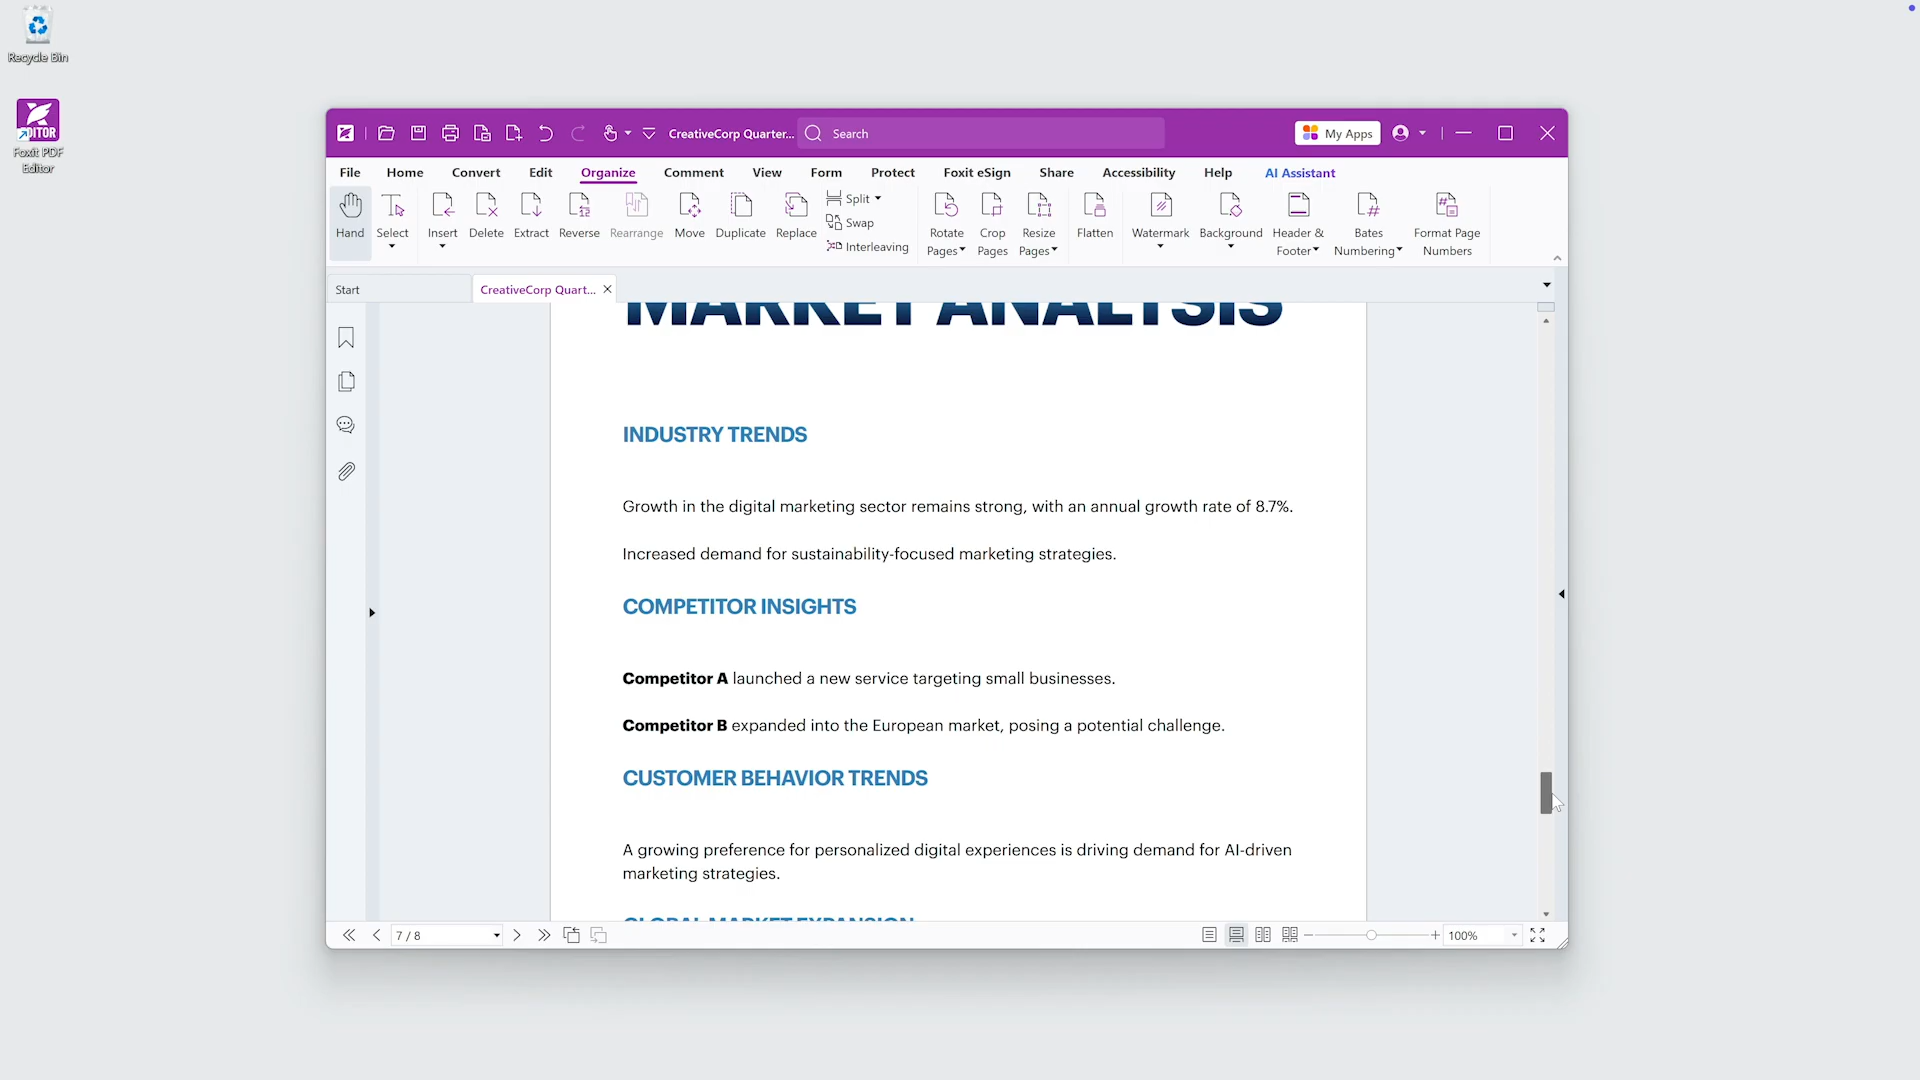 Recycle Bin
EDITOR
Foxit PDF
Editor
CreativeCorp Quarter...
Search
My Apps
File Home Convert Edit Organize Comment View Form Protect Foxit eSign Share Accessibility Help AI Assistant
Hand Select Insert Delete Extract Reverse Rearrange Move Duplicate Replace
Split
Swap
Interleaving
Rotate
Pages
Crop
Pages
Resize
Pages
Flatten
Watermark
Background
Header &
Footer
Bates
Numbering
Format Page
Numbers
Start
CreativeCorp Quart...
MARKET ANALYSIS
INDUSTRY TRENDS
Growth in the digital marketing sector remains strong, with an annual growth rate of 8.7%.
Increased demand for sustainability-focused marketing strategies.
COMPETITOR INSIGHTS
Competitor A launched a new service targeting small businesses.
Competitor B expanded into the European market, posing a potential challenge.
CUSTOMER BEHAVIOR TRENDS
A growing preference for personalized digital experiences is driving demand for AI-driven
marketing strategies.
GLOBAL MARKET EXPANSION
7 / 8
100%